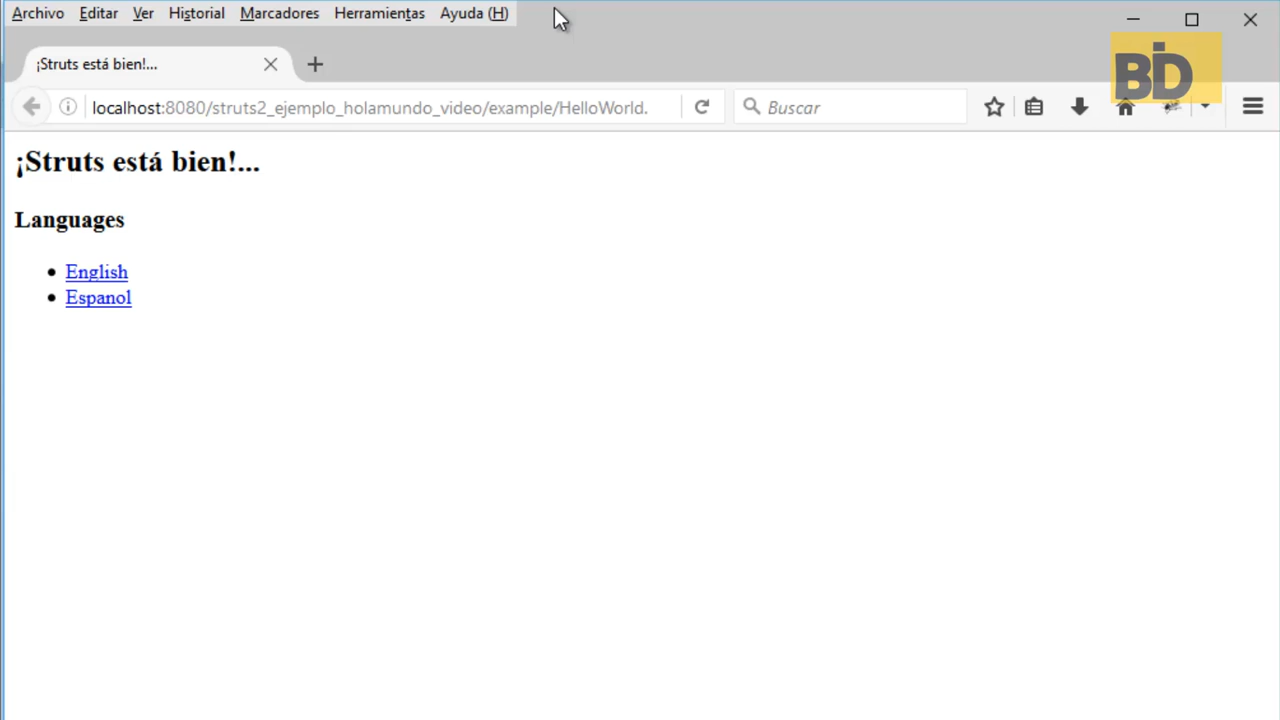 Archivo Editar Ver Historial Marcadores Herramientas Ayuda (H)
BID
¡Struts está bien!...
localhost:8080/struts2_ejemplo_holamundo_video/example/HelloWorld.
Buscar
¡Struts está bien!...
Languages
English
Espanol